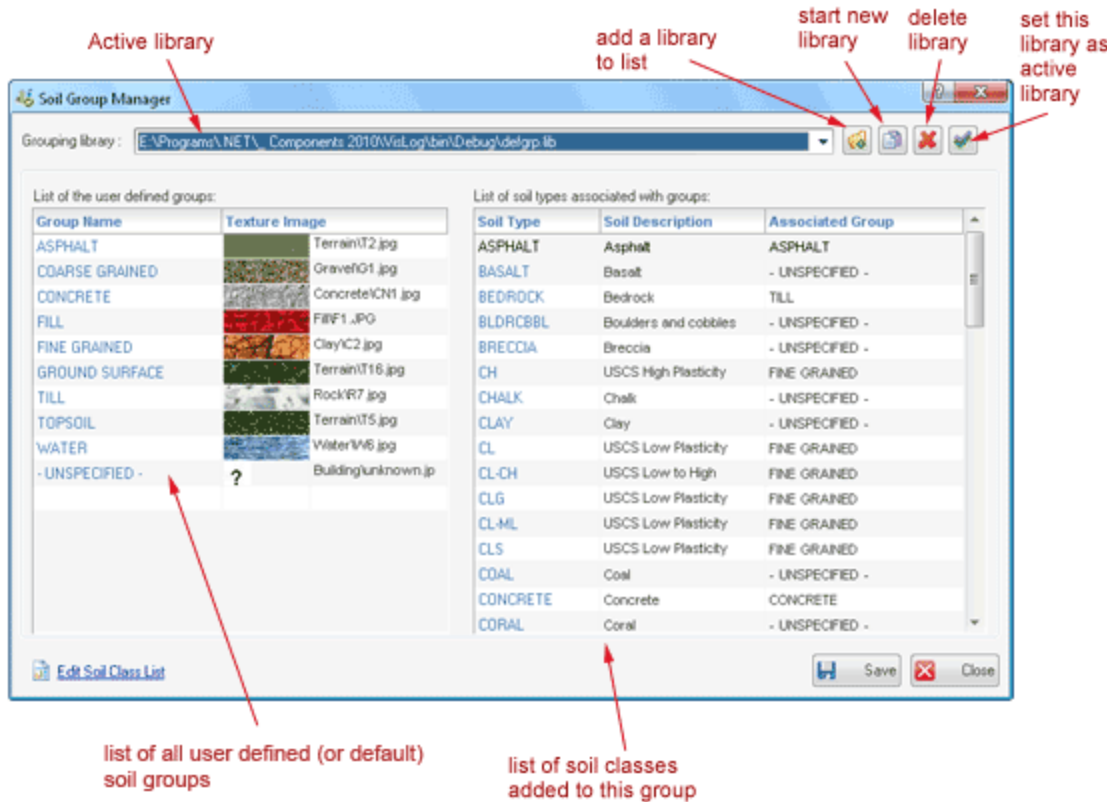 Active library
add a library
to list
start new
library
delete
library
set this
library as
active
library
Soil Group Manager
?
Grouping library :
E:\Programs\.NET\_ Components 2010\VisLog\bin\Debug\defgrp.lib
List of the user defined groups:
Group Name Texture Image
ASPHALT Terrain\T2.jpg
COARSE GRAINED Gravel\G1.jpg
CONCRETE Concrete\CN1.jpg
FILL Fill\F1.JPG
FINE GRAINED Clay\C2.jpg
GROUND SURFACE Terrain\T16.jpg
TILL Rock\R7.jpg
TOPSOIL Terrain\T5.jpg
WATER Water\W6.jpg
- UNSPECIFIED - ? Building\unknown.jp
List of soil types associated with groups:
Soil Type Soil Description Associated Group
ASPHALT Asphalt ASPHALT
BASALT Basalt - UNSPECIFIED -
BEDROCK Bedrock TILL
BLDRCBBL Boulders and cobbles - UNSPECIFIED -
BRECCIA Breccia - UNSPECIFIED -
CH USCS High Plasticity FINE GRAINED
CHALK Chalk - UNSPECIFIED -
CLAY Clay - UNSPECIFIED -
CL USCS Low Plasticity FINE GRAINED
CL-CH USCS Low to High FINE GRAINED
CLG USCS Low Plasticity FINE GRAINED
CL-ML USCS Low Plasticity FINE GRAINED
CLS USCS Low Plasticity FINE GRAINED
COAL Coal - UNSPECIFIED -
CONCRETE Concrete CONCRETE
CORAL Coral - UNSPECIFIED -
Edit Soil Class List
Save
Close
list of all user defined (or default)
soil groups
list of soil classes
added to this group